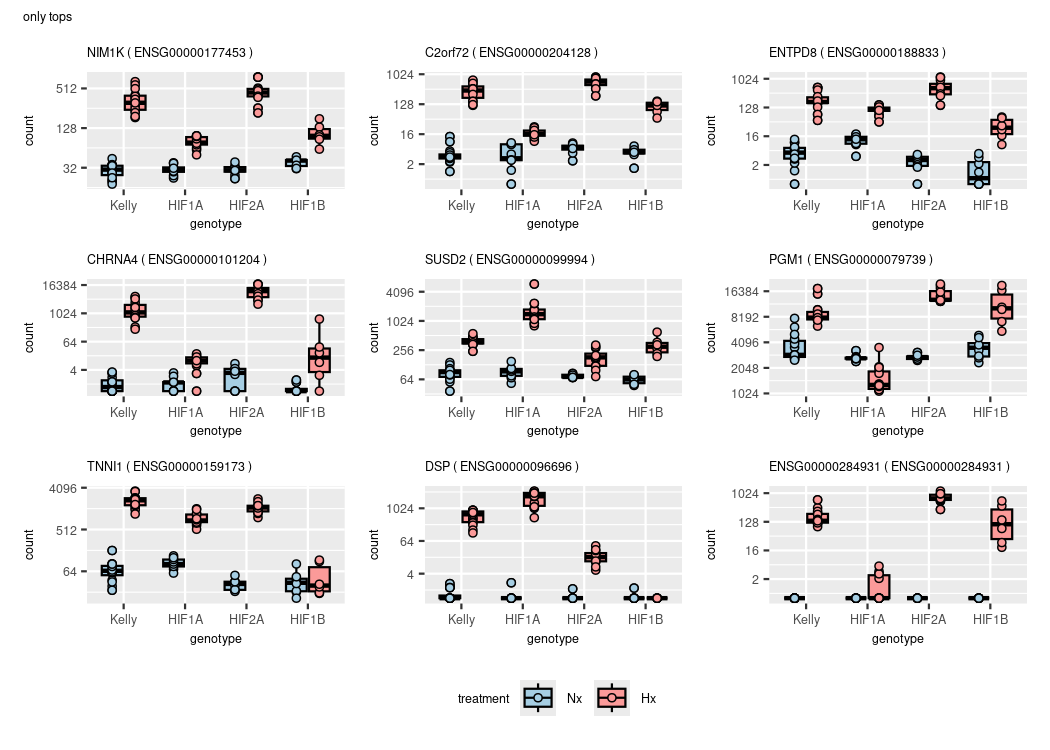 only tops
NIM1K ( ENSG00000177453 )
C2orf72 ( ENSG00000204128 )
ENTPD8 ( ENSG00000188833 )
count
512
128
32
Kelly HIF1A HIF2A HIF1B
genotype
count
1024
128
16
2
Kelly HIF1A HIF2A HIF1B
genotype
count
1024
128
16
2
Kelly HIF1A HIF2A HIF1B
genotype
CHRNA4 ( ENSG00000101204 )
SUSD2 ( ENSG00000099994 )
PGM1 ( ENSG00000079739 )
count
16384
1024
64
4
Kelly HIF1A HIF2A HIF1B
genotype
count
4096
1024
256
64
Kelly HIF1A HIF2A HIF1B
genotype
count
16384
8192
4096
2048
1024
Kelly HIF1A HIF2A HIF1B
genotype
TNNI1 ( ENSG00000159173 )
DSP ( ENSG00000096696 )
ENSG00000284931 ( ENSG00000284931 )
count
4096
512
64
Kelly HIF1A HIF2A HIF1B
genotype
count
1024
64
4
Kelly HIF1A HIF2A HIF1B
genotype
count
1024
128
16
2
Kelly HIF1A HIF2A HIF1B
genotype
treatment Nx Hx